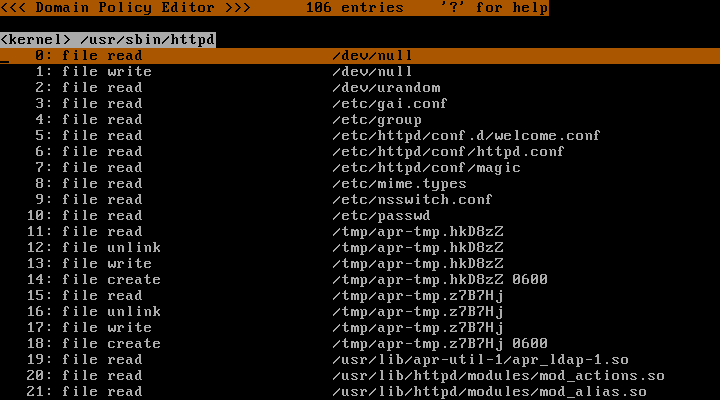 <<< Domain Policy Editor >>>      106 entries    '?' for help
<kernel> /usr/sbin/httpd
0: file read /dev/null
1: file write /dev/null
2: file read /dev/urandom
3: file read /etc/gai.conf
4: file read /etc/group
5: file read /etc/httpd/conf.d/welcome.conf
6: file read /etc/httpd/conf/httpd.conf
7: file read /etc/httpd/conf/magic
8: file read /etc/mime.types
9: file read /etc/nsswitch.conf
10: file read /etc/passwd
11: file read /tmp/apr-tmp.hkD8zZ
12: file unlink /tmp/apr-tmp.hkD8zZ
13: file write /tmp/apr-tmp.hkD8zZ
14: file create /tmp/apr-tmp.hkD8zZ 0600
15: file read /tmp/apr-tmp.z7B7Hj
16: file unlink /tmp/apr-tmp.z7B7Hj
17: file write /tmp/apr-tmp.z7B7Hj
18: file create /tmp/apr-tmp.z7B7Hj 0600
19: file read /usr/lib/apr-util-1/apr_ldap-1.so
20: file read /usr/lib/httpd/modules/mod_actions.so
21: file read /usr/lib/httpd/modules/mod_alias.so